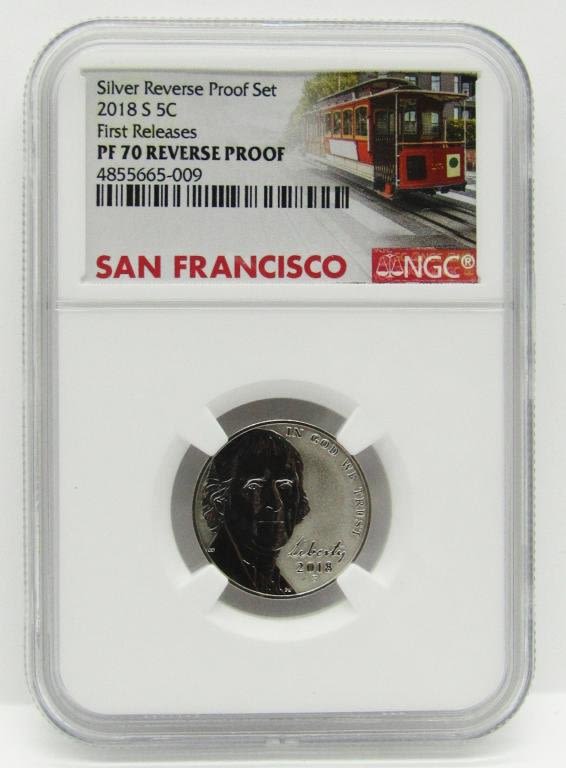 Silver Reverse Proof Set
2018 S 5C
First Releases
PF 70 REVERSE PROOF
4855665-009
SAN FRANCISCO
NGC®
IN GOD WE TRUST
Liberty
2018
S